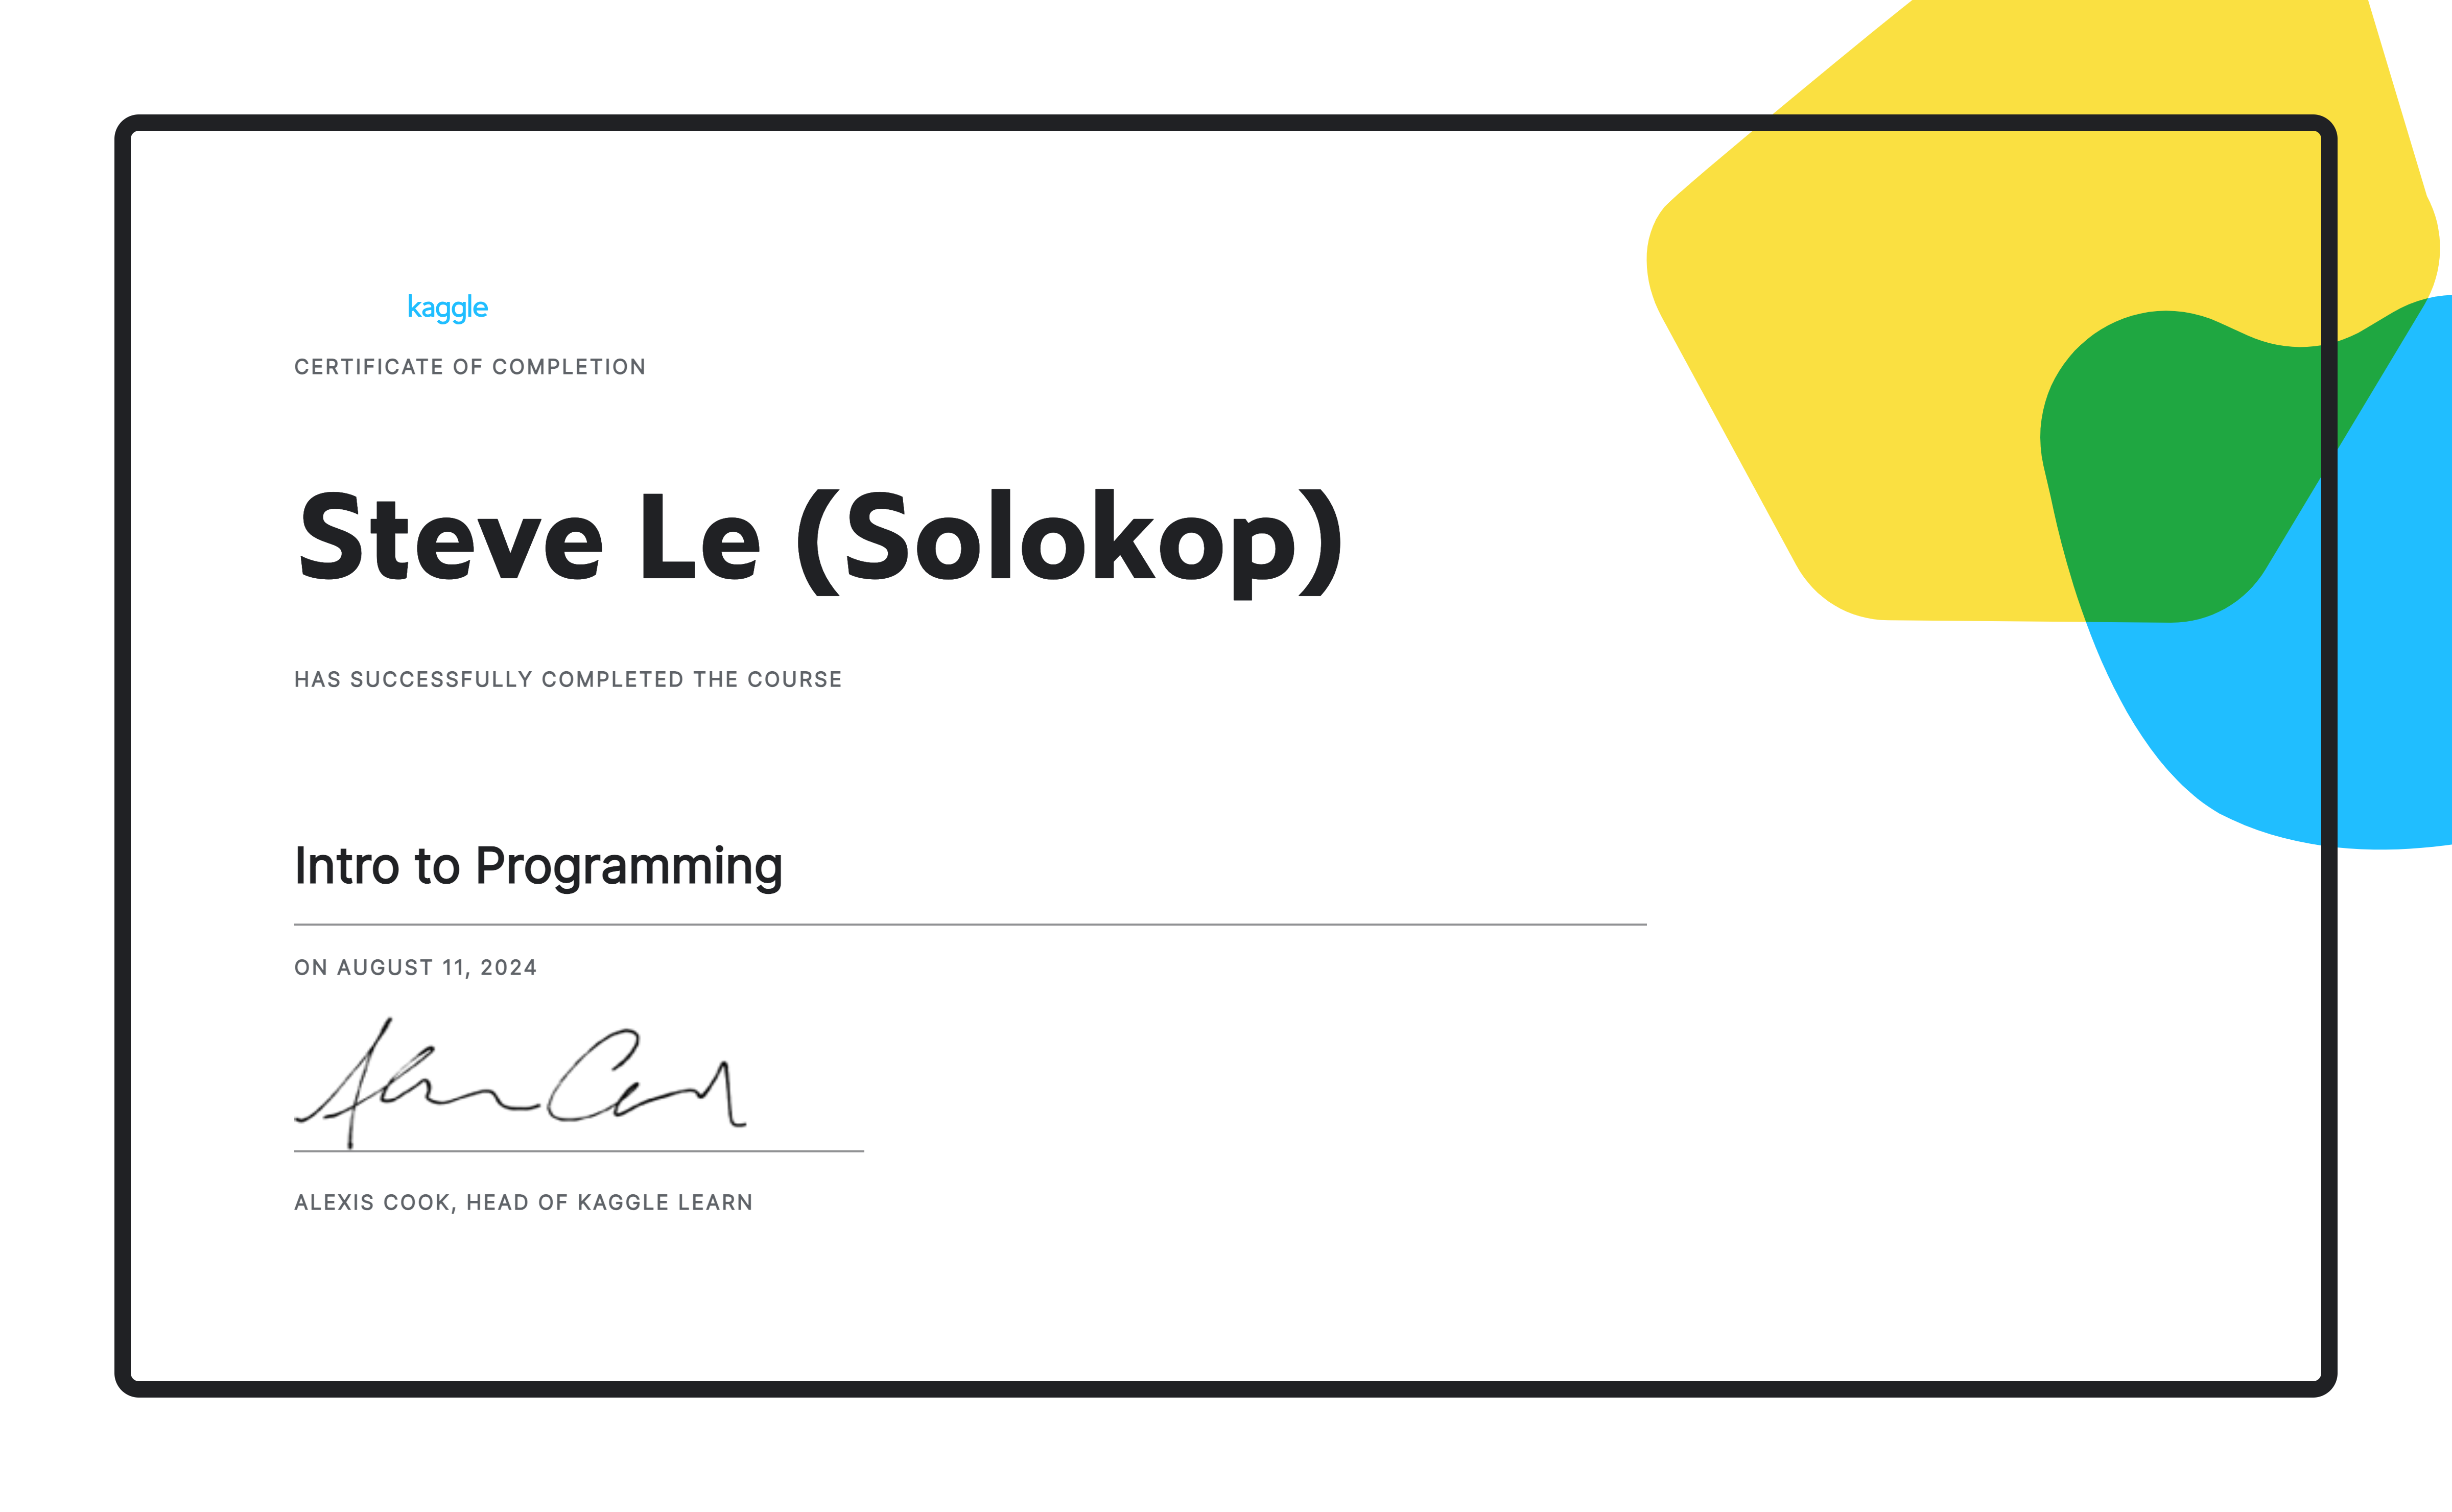 kaggle
CERTIFICATE OF COMPLETION
Steve Le (Solokop)
HAS SUCCESSFULLY COMPLETED THE COURSE
Intro to Programming
ON AUGUST 11, 2024
ALEXIS COOK, HEAD OF KAGGLE LEARN